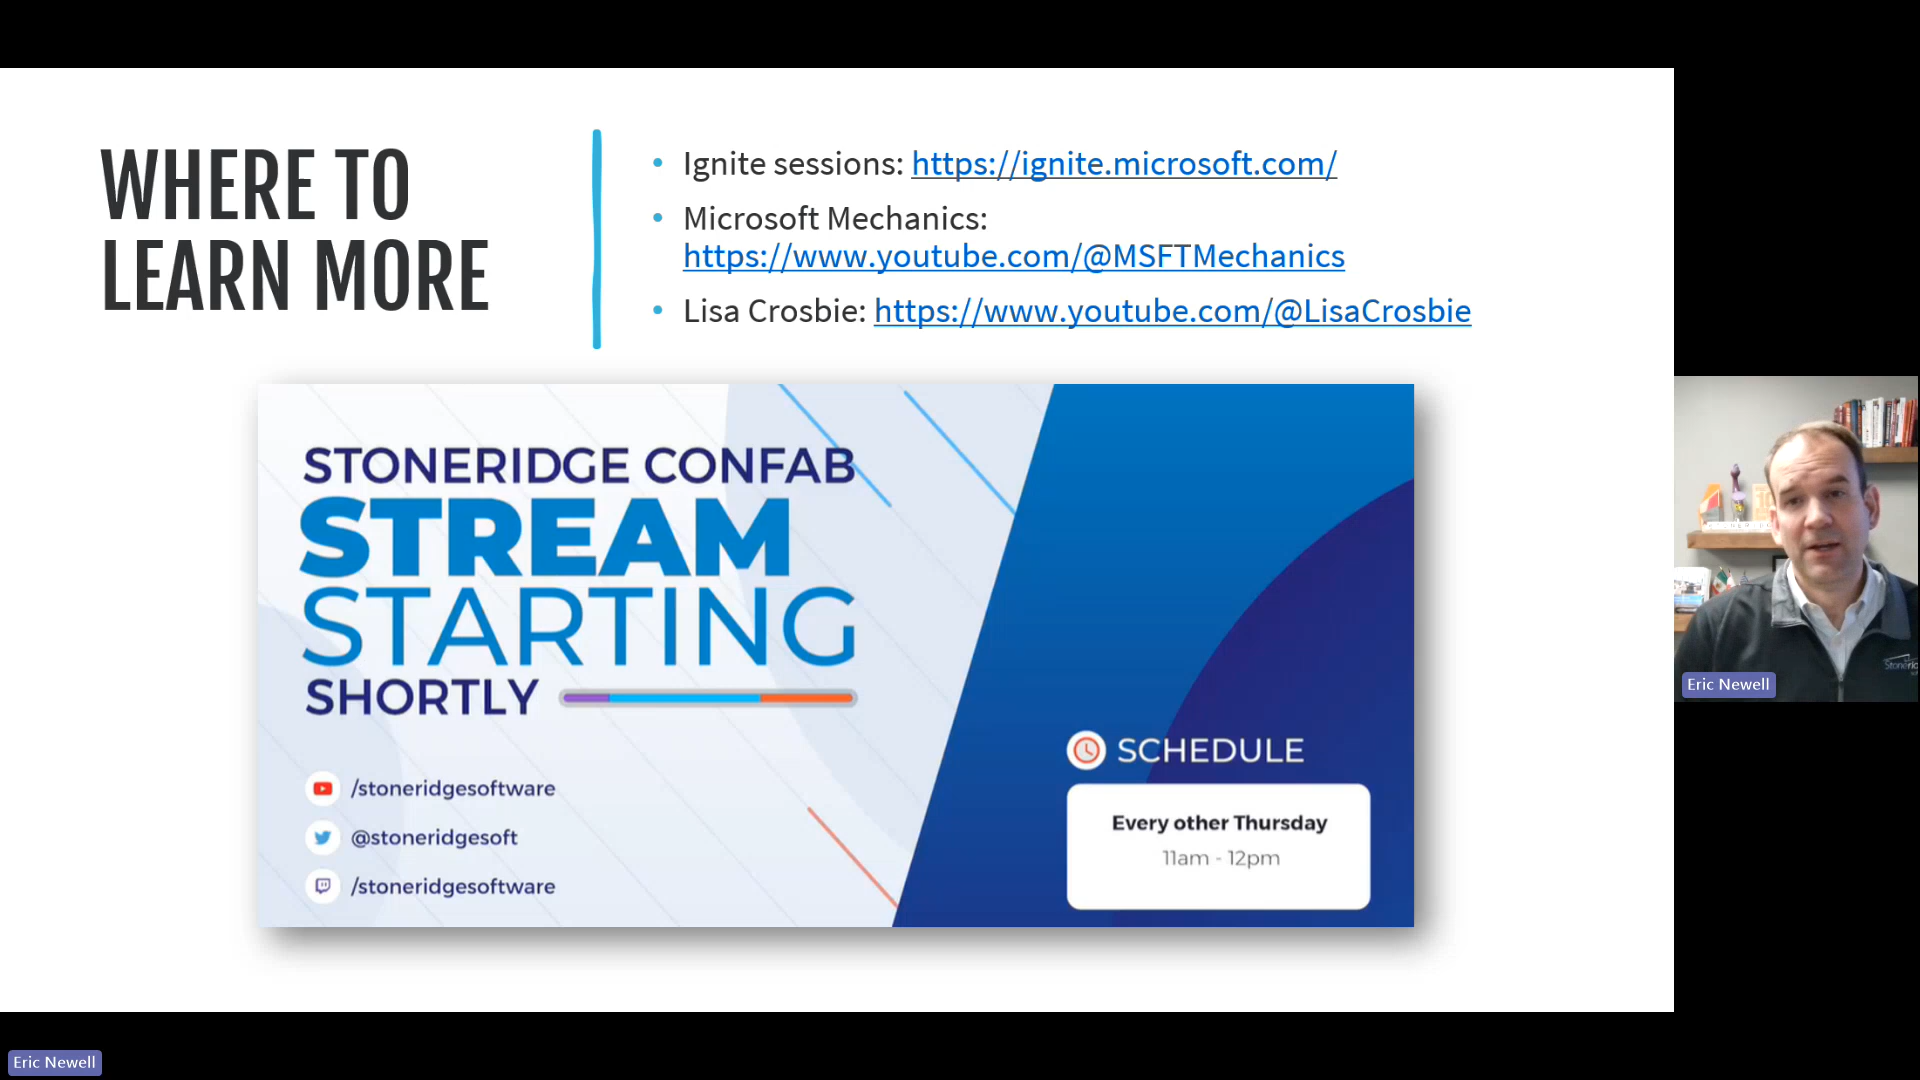 WHERE TO
LEARN MORE
Ignite sessions: https://ignite.microsoft.com/
Microsoft Mechanics:
https://www.youtube.com/@MSFTMechanics
Lisa Crosbie: https://www.youtube.com/@LisaCrosbie
STONERIDGE CONFAB
STREAM
STARTING
SHORTLY
/stoneridgesoftware
@stoneridgesoft
/stoneridgesoftware
SCHEDULE
Every other Thursday
11am - 12pm
Eric Newell
Eric Newell